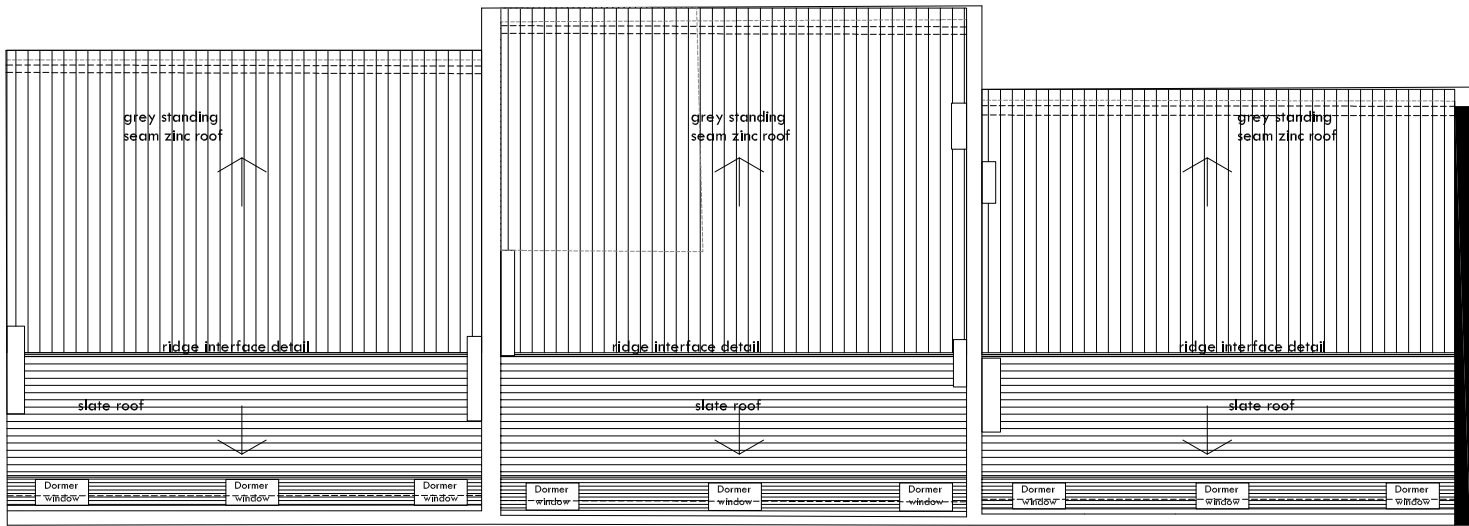 grey standing
seam zinc roof
grey standing
seam zinc roof
grey standing
seam zinc roof
ridge interface detail
ridge interface detail
ridge interface detail
slate roof
slate roof
slate roof
Dormer
window
Dormer
window
Dormer
window
Dormer
window
Dormer
window
Dormer
window
Dormer
window
Dormer
window
Dormer
window